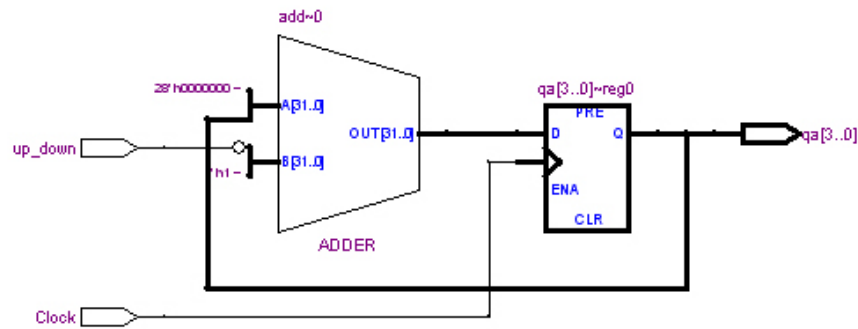 add~0
28'h0000000 -
A[31..0]
up_down
'h1 -
B[31..0]
OUT[31..0]
ADDER
qa[3..0]~reg0
PRE
D
Q
ENA
CLR
qa[3..0]
Clock